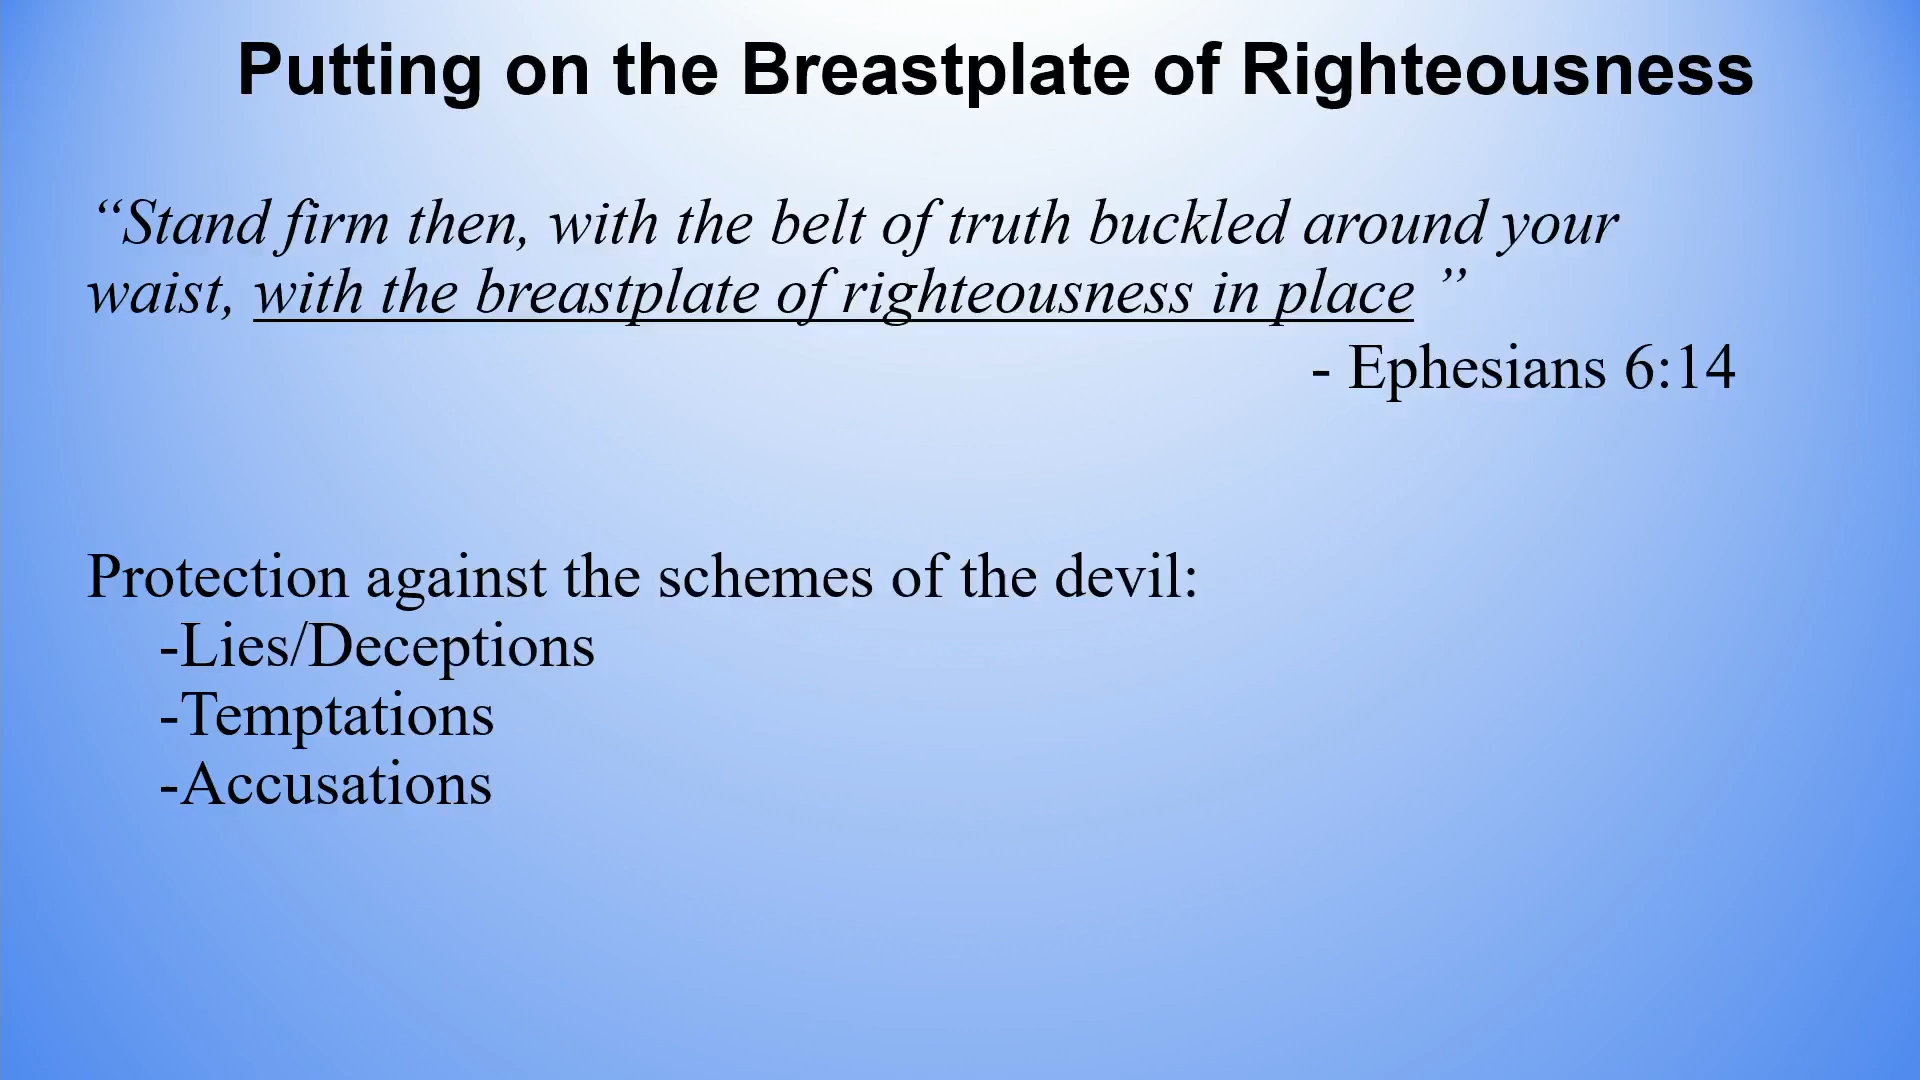 Putting on the Breastplate of Righteousness
“Stand firm then, with the belt of truth buckled around your
waist, with the breastplate of righteousness in place ”
- Ephesians 6:14
Protection against the schemes of the devil:
-Lies/Deceptions
-Temptations
-Accusations